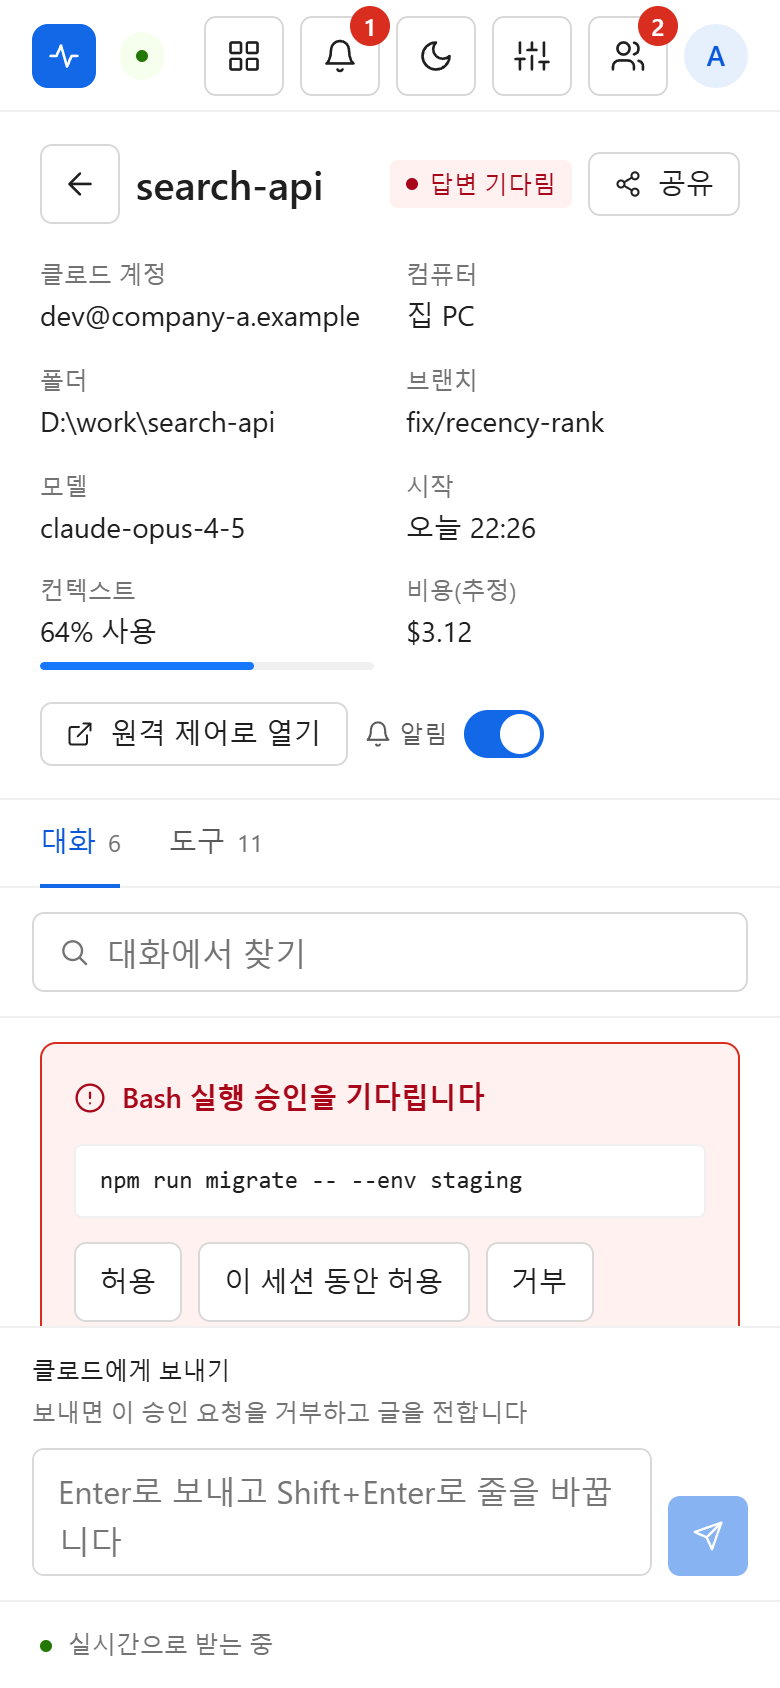 1
2
A
search-api
답변 기다림
공유
클로드 계정
컴퓨터
dev@company-a.example
집 PC
폴더
브랜치
D:\work\search-api
fix/recency-rank
모델
시작
claude-opus-4-5
오늘 22:26
컨텍스트
비용(추정)
64% 사용
$3.12
원격 제어로 열기
알림
대화 6
도구 11
대화에서 찾기
Bash 실행 승인을 기다립니다
npm run migrate -- --env staging
허용
이 세션 동안 허용
거부
클로드에게 보내기
보내면 이 승인 요청을 거부하고 글을 전합니다
Enter로 보내고 Shift+Enter로 줄을 바꿉
니다
실시간으로 받는 중